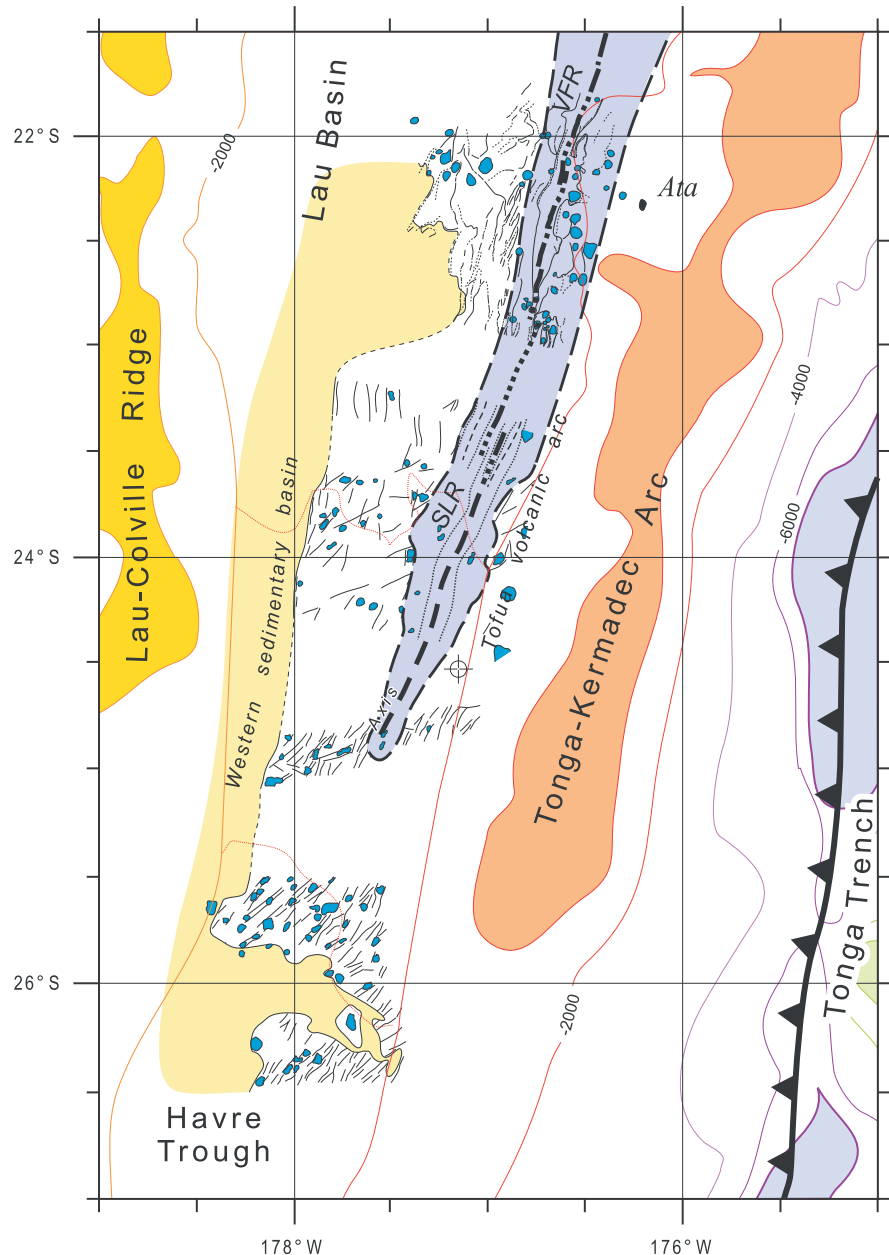 Lau Basin
VFR
-2000
22° S
Ata
Lau-Colville Ridge
-4000
Western sedimentary basin
SLR
Tofua volcanic arc
Tonga-Kermadec Arc
-6000
24° S
Axis
Tonga Trench
26° S
-2000
Havre
Trough
178° W
176° W